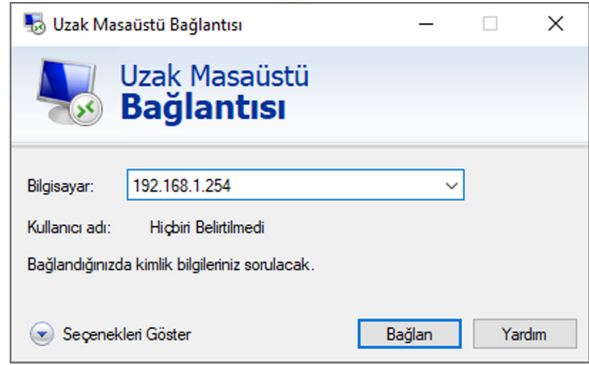 Uzak Masaüstü Bağlantısı
Uzak Masaüstü
Bağlantısı
Bilgisayar: 192.168.1.254
Kullanıcı adı: Hiçbiri Belirtilmedi
Bağlandığınızda kimlik bilgileriniz sorulacak.
Seçenekleri Göster Bağlan Yardım